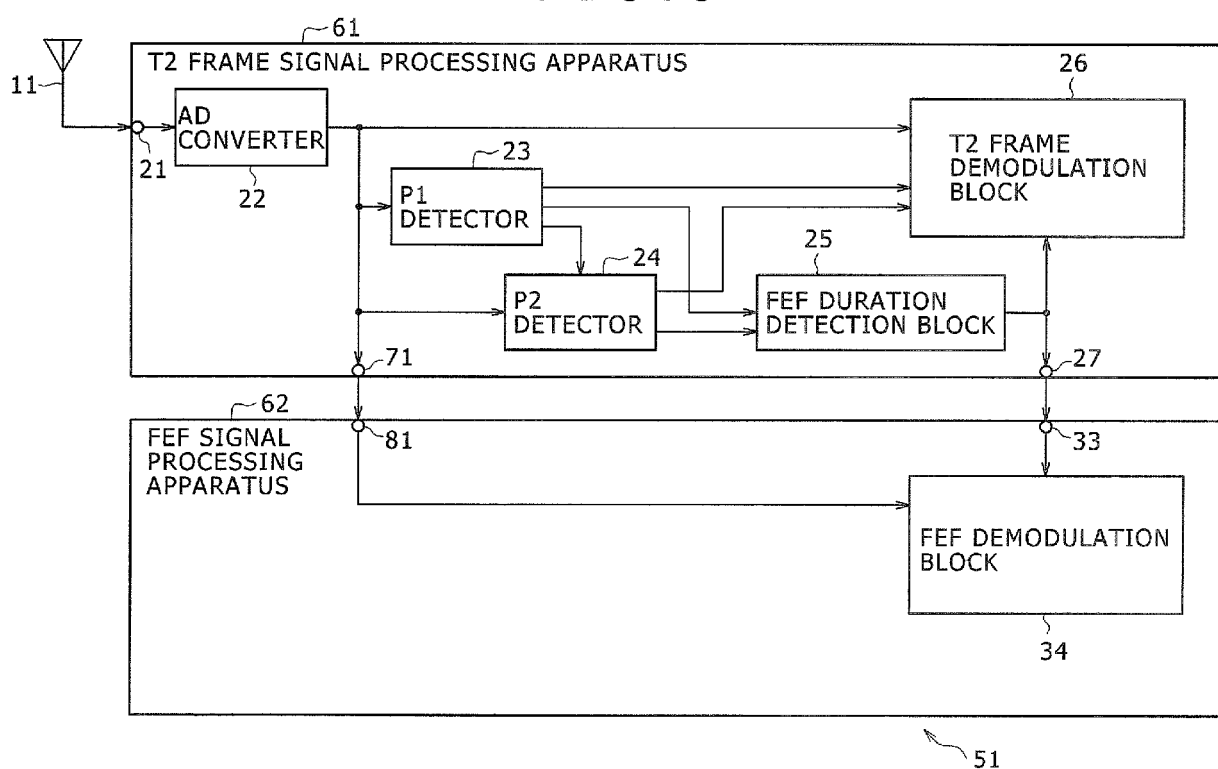 61
T2 FRAME SIGNAL PROCESSING APPARATUS
11
26
AD
CONVERTER
21
22
23
T2 FRAME
DEMODULATION
BLOCK
P1
DETECTOR
24
25
P2
DETECTOR
FEF DURATION
DETECTION BLOCK
71
27
62
81
33
FEF SIGNAL
PROCESSING
APPARATUS
FEF DEMODULATION
BLOCK
34
51